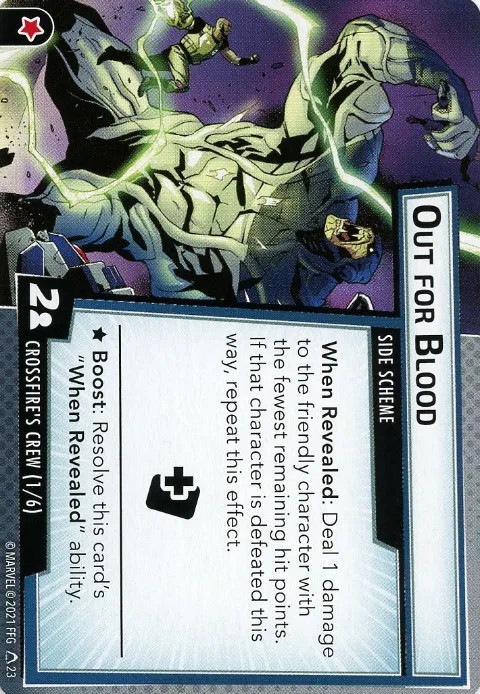 OUT FOR BLOOD
SIDE SCHEME
When Revealed: Deal 1 damage
to the friendly character with
the fewest remaining hit points.
If that character is defeated this
way, repeat this effect.
★ Boost: Resolve this card's
"When Revealed" ability.
2
CROSSFIRE'S CREW (1/6)
© MARVEL © 2021 FFG 23